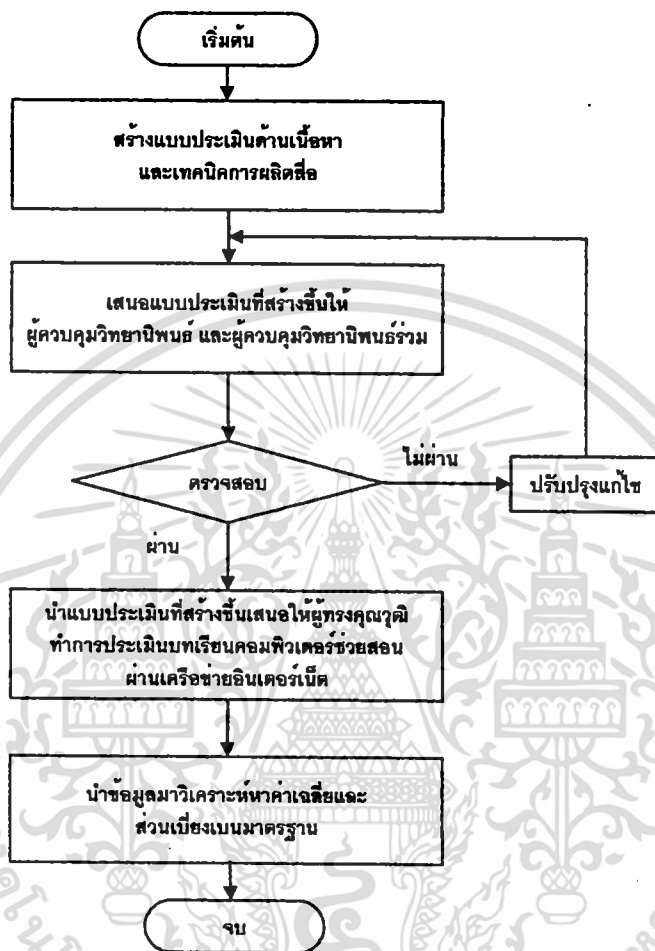 เริ่มต้น
สร้างแบบประเมินด้านเนื้อหา
และเทคนิคการผลิตสื่อ
เสนอแบบประเมินที่สร้างขึ้นให้
ผู้ควบคุมวิทยานิพนธ์ และผู้ควบคุมวิทยานิพนธ์ร่วม
ตรวจสอบ
ไม่ผ่าน
ปรับปรุงแก้ไข
ผ่าน
นำแบบประเมินที่สร้างขึ้นเสนอให้ผู้ทรงคุณวุฒิ
ทำการประเมินบทเรียนคอมพิวเตอร์ช่วยสอน
ผ่านเครือข่ายอินเตอร์เน็ต
นำข้อมูลมาวิเคราะห์หาค่าเฉลี่ยและ
ส่วนเบี่ยงเบนมาตรฐาน
จบ